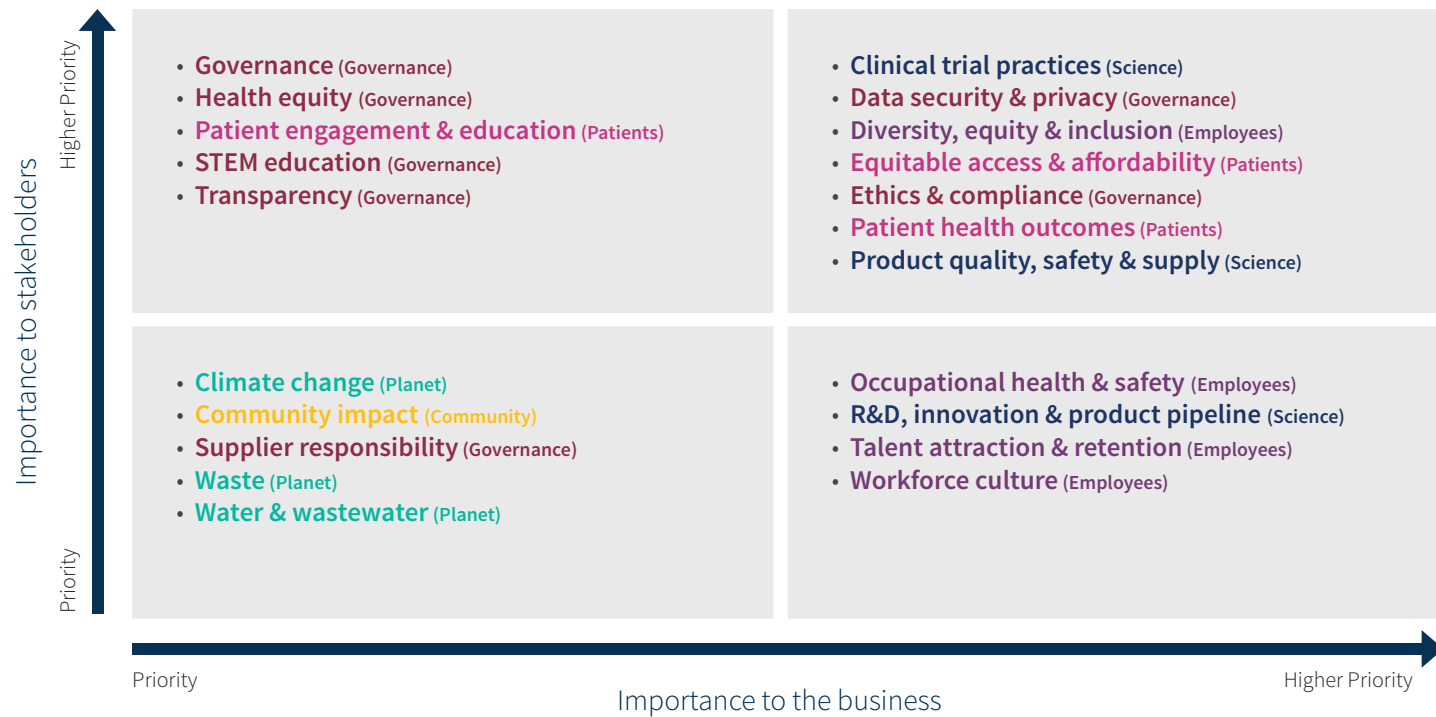 Importance to stakeholders
Higher Priority
Priority
• Governance (Governance)
• Health equity (Governance)
• Patient engagement & education (Patients)
• STEM education (Governance)
• Transparency (Governance)
• Clinical trial practices (Science)
• Data security & privacy (Governance)
• Diversity, equity & inclusion (Employees)
• Equitable access & affordability (Patients)
• Ethics & compliance (Governance)
• Patient health outcomes (Patients)
• Product quality, safety & supply (Science)
• Climate change (Planet)
• Community impact (Community)
• Supplier responsibility (Governance)
• Waste (Planet)
• Water & wastewater (Planet)
• Occupational health & safety (Employees)
• R&D, innovation & product pipeline (Science)
• Talent attraction & retention (Employees)
• Workforce culture (Employees)
Priority
Higher Priority
Importance to the business